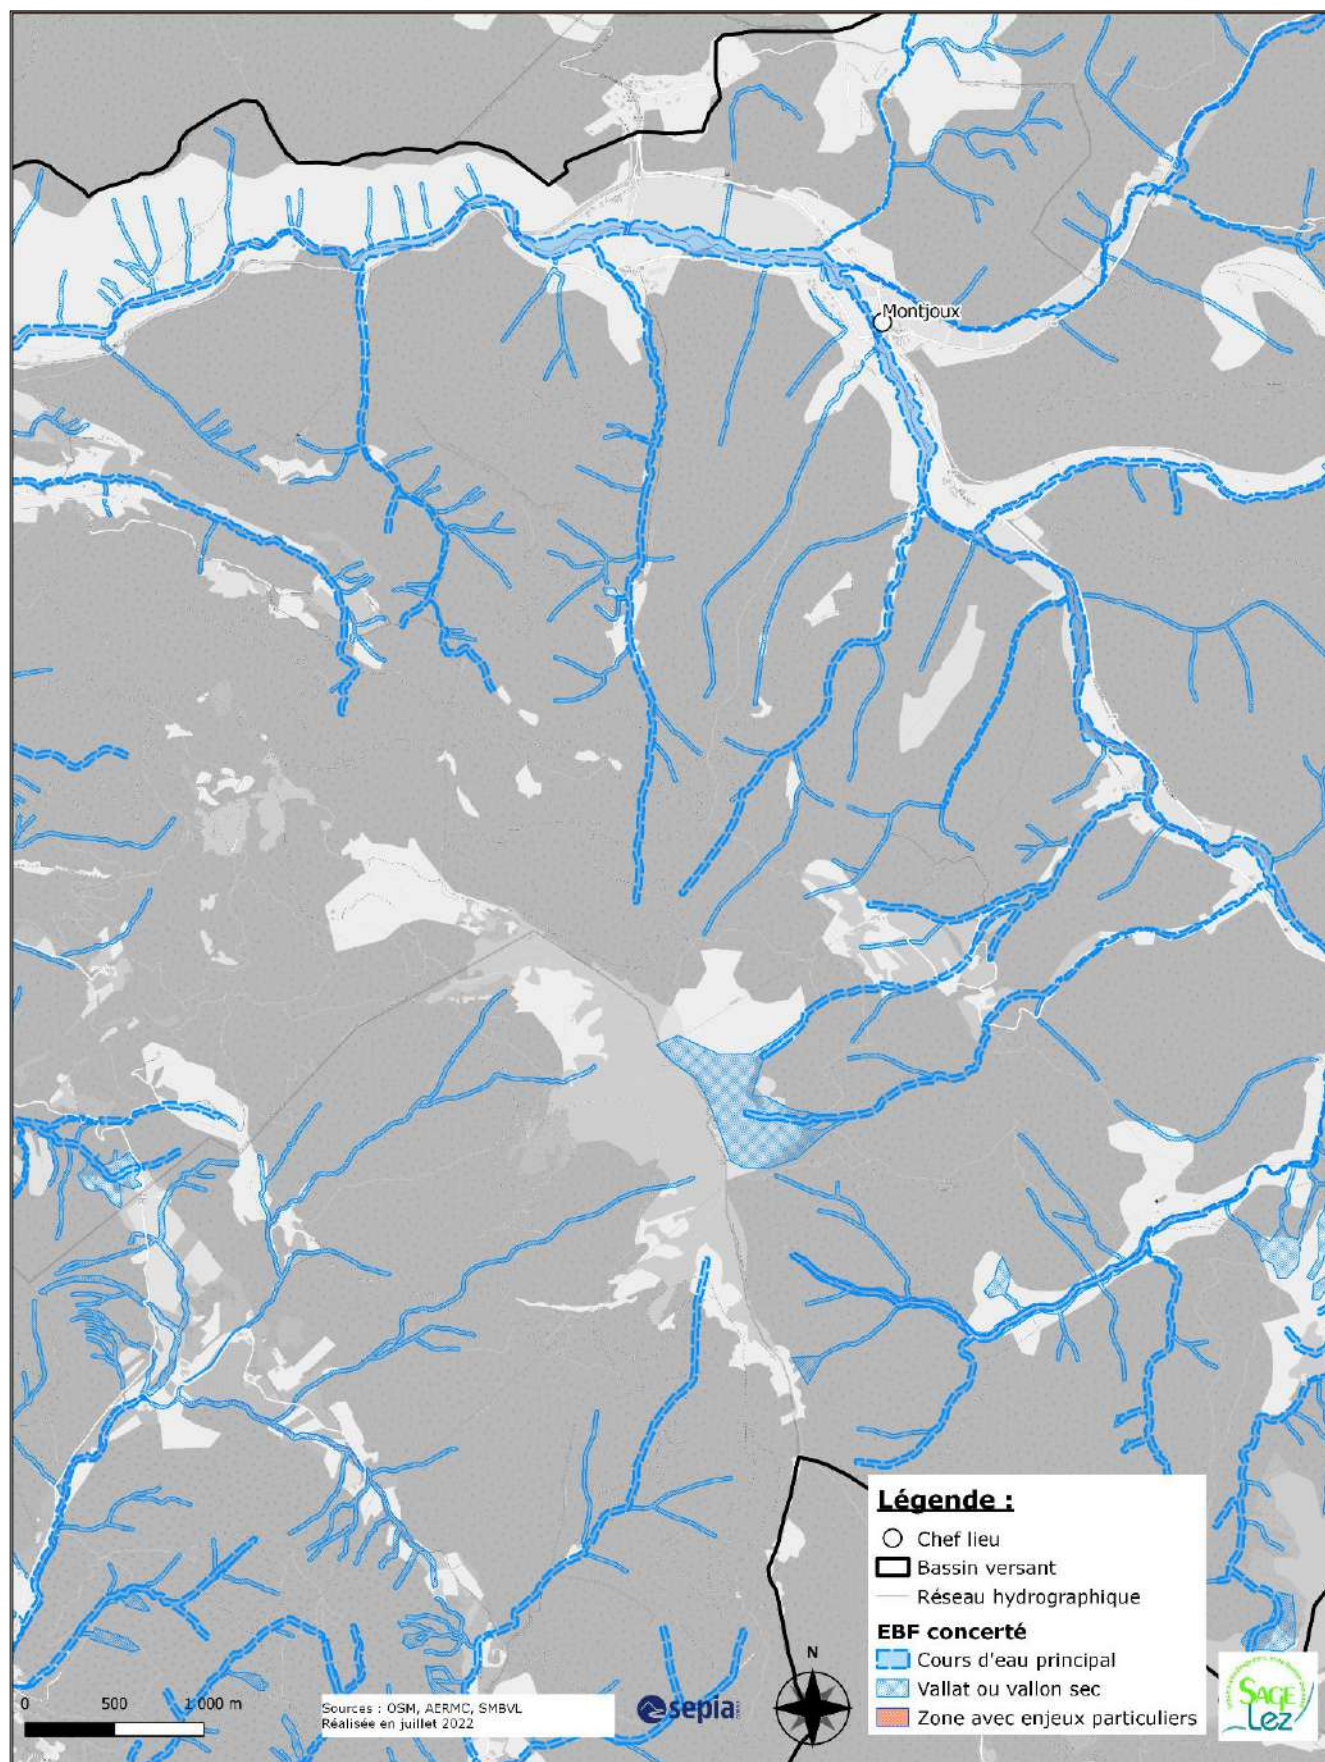 Montjoux
Légende :
Chef lieu
Bassin versant
Réseau hydrographique
EBF concerté
Cours d'eau principal
Vallat ou vallon sec
Zone avec enjeux particuliers
0 500 1 000 m
Sources : OSM, AERMC, SMBVL
Réalisée en juillet 2022
sepia
N
SAGE
Lez